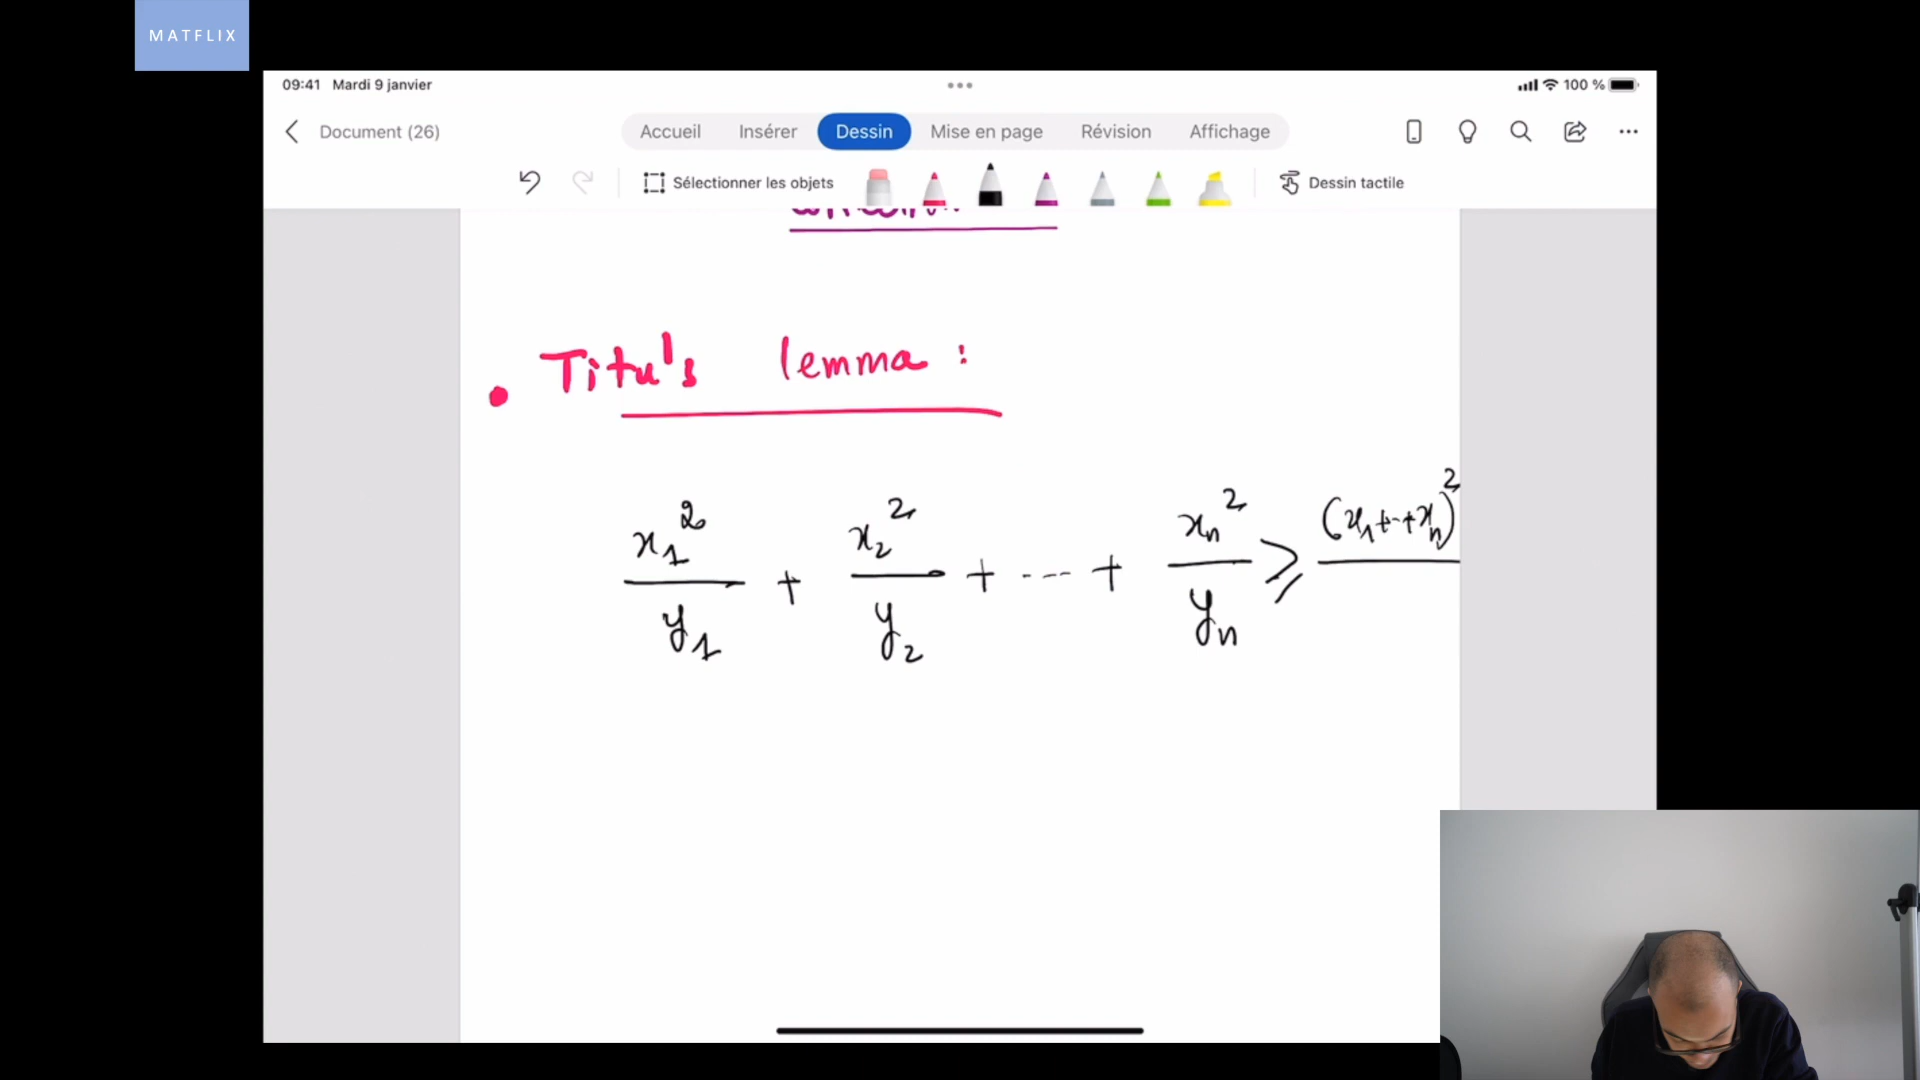 MATFLIX
09:41 Mardi 9 janvier
100 %
Document (26)
Accueil Insérer Dessin Mise en page Révision Affichage
Sélectionner les objets
Dessin tactile
• Titu's lemma :
x₁²/y₁ + x₂²/y₂ + --- + xₙ²/yₙ ⩾ (x₁+--+xₙ)²